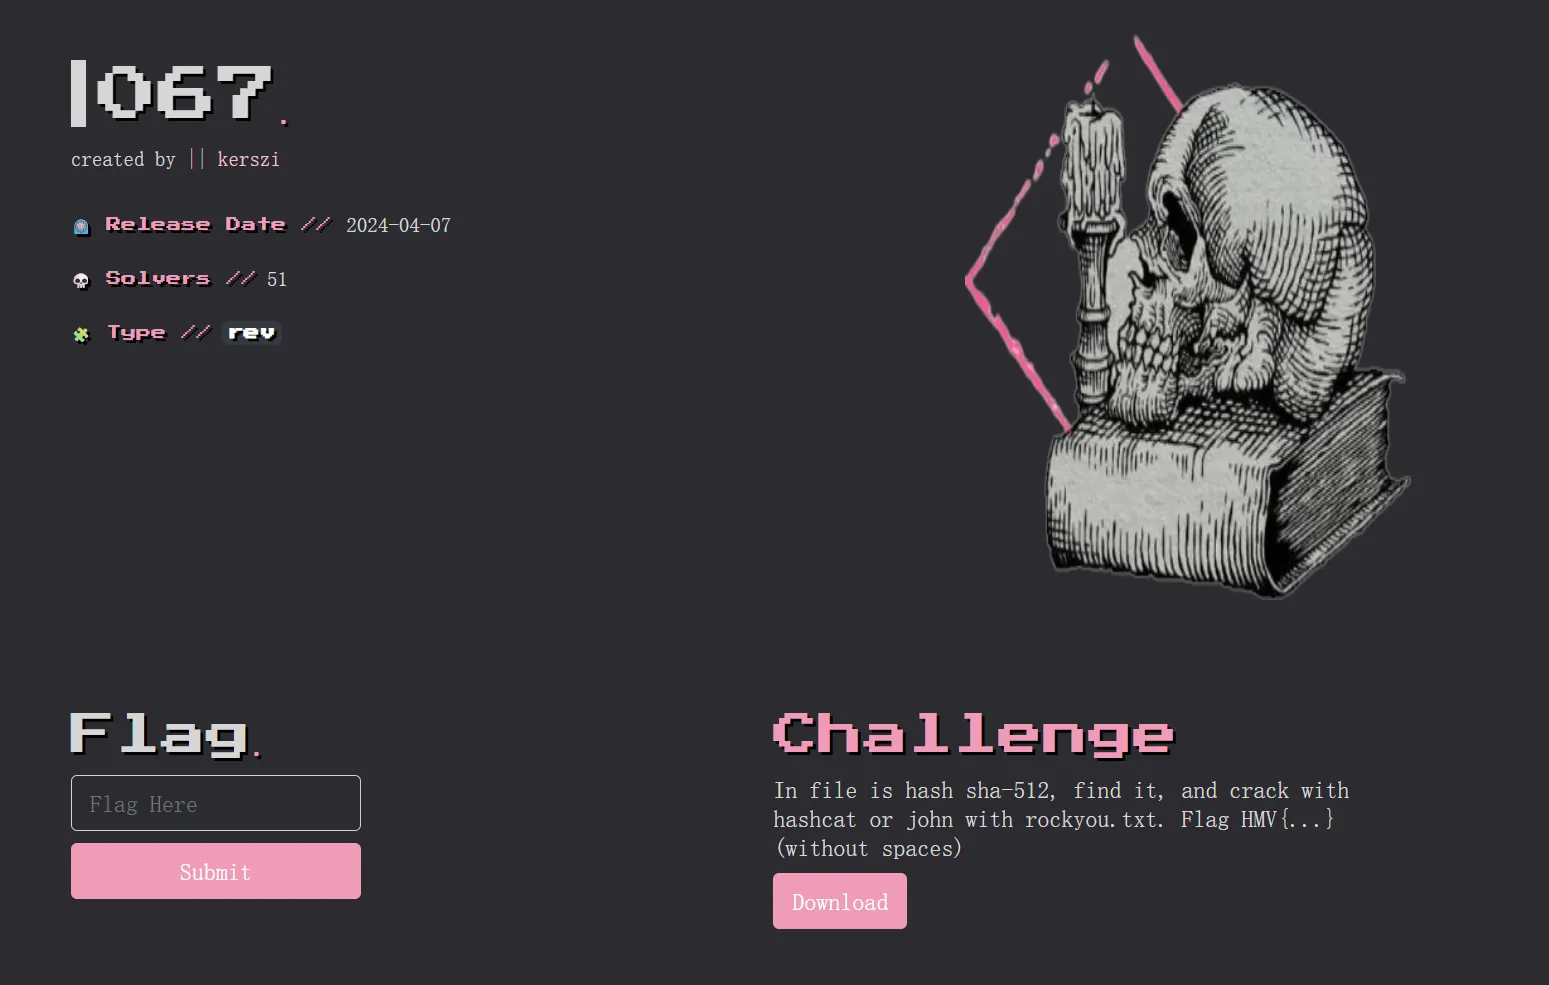 067.
created by || kerszi
Release Date // 2024-04-07
Solvers // 51
Type // rev
Flag.
Flag Here
Submit
Challenge
In file is hash sha-512, find it, and crack with
hashcat or john with rockyou.txt. Flag HMV{...}
(without spaces)
Download